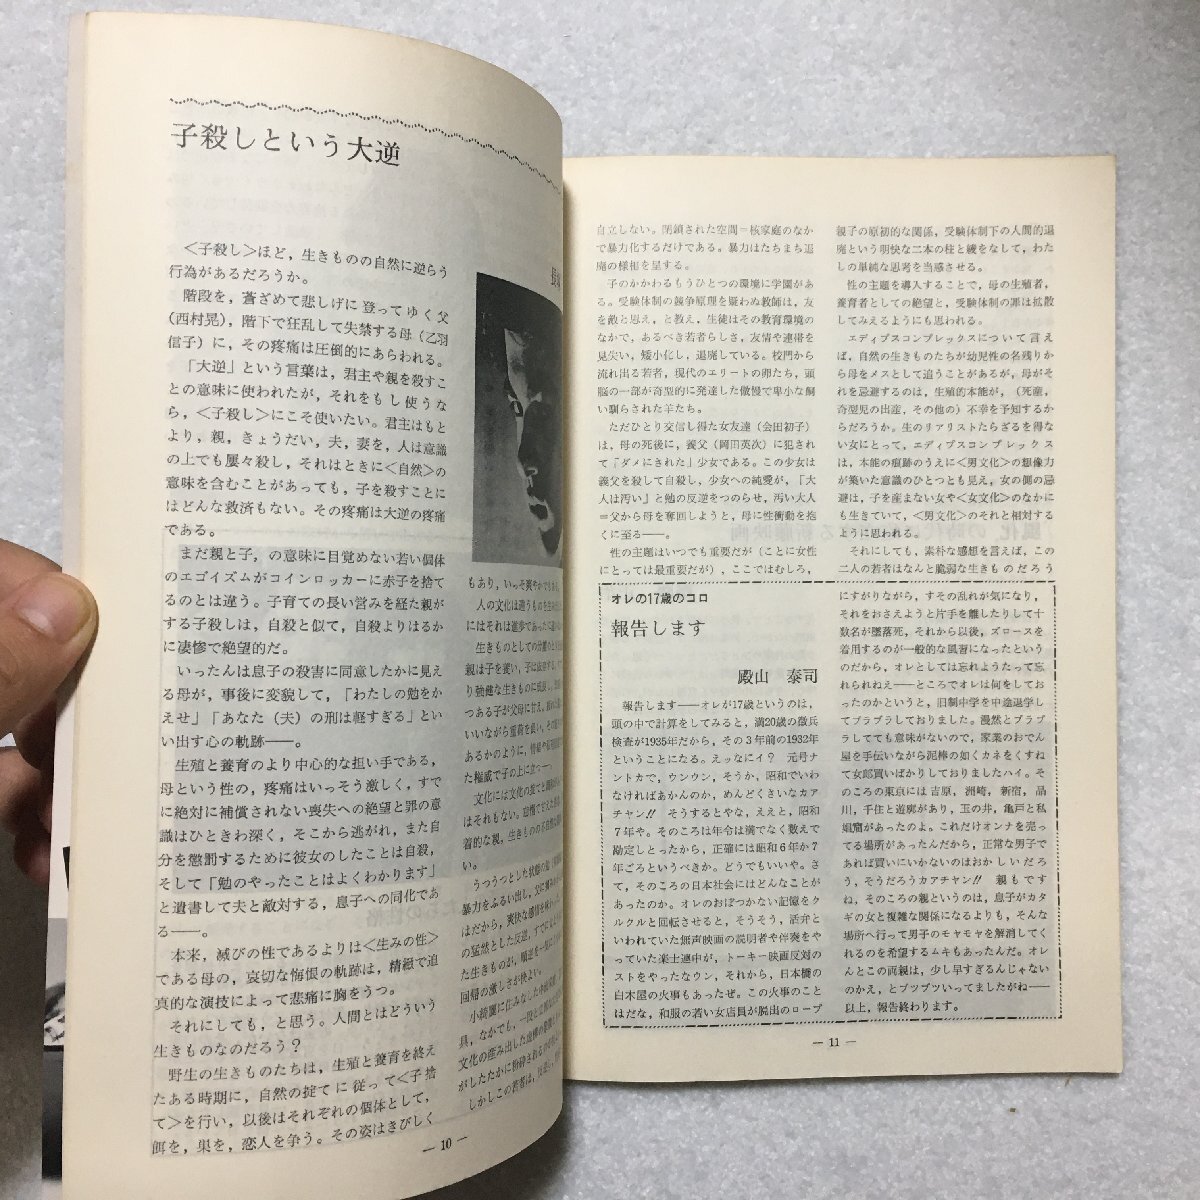 子殺しという大逆
＜子殺し＞ほど，生きものの自然に逆らう
行為があるだろうか。
階段を，蒼ざめて悲しげに登ってゆく父
（西村晃），階下で狂乱して失禁する母（乙羽
信子）に，その疼痛は圧倒的にあらわれる。
「大逆」という言葉は，君主や親を殺すこ
との意味に使われたが，それをもし使うな
ら，＜子殺し＞にこそ使いたい。君主はもと
より，親，きょうだい，夫，妻を，人は意識
の上でも屡々殺し，それはときに＜自然＞の
意味を含むことがあっても，子を殺すことに
はどんな救済もない。その疼痛は大逆の疼痛
である。
まだ親と子，の意味に目覚めない若い個体
のエゴイズムがコインロッカーに赤子を捨て
るのとは違う。子育ての長い営みを経た親が
する子殺しは，自殺と似て，自殺よりはるか
に凄惨で絶望的だ。
いったんは息子の殺害に同意したかに見え
る母が，事後に変貌して，「わたしの勉をか
えせ」「あなた（夫）の刑は軽すぎる」とい
い出す心の軌跡――。
生殖と養育のより中心的な担い手である，
母という性の，疼痛はいっそう激しく，すで
に絶対に補償されない喪失への絶望と罪の意
識はひときわ深く，そこから逃がれ，また自
分を懲罰するために彼女のしたことは自殺，
そして「勉のやったことはよくわかります」
と遺書して夫と敵対する，息子への同化であ
る――。
本来，滅びの性であるよりは＜生みの性＞
である母の，哀切な悔恨の軌跡は，精緻で迫
真的な演技によって悲痛に胸をうつ。
それにしても，と思う。人間とはどういう
生きものなのだろう？
野生の生きものたちは，生殖と養育を終え
たある時期に，自然の掟てに従って＜子捨
て＞を行い，以後はそれぞれの個体として，
餌を，巣を，恋人を争う。その姿はきびしく
もあり，いっそ爽やかでもある。
― 10 ―
自立しない。閉鎖された空間＝核家庭のなか
で暴力化するだけである。暴力はたちまち退
廃の様相を呈する。
子のかかわるもうひとつの環境に学園があ
る。受験体制の競争原理を疑わぬ教師は，友
を敵と思え，と教え，生徒はその教育環境の
なかで，あるべき若者らしさ，友情や連帯を
見失い，矮小化し，退廃している。校門から
流れ出る若者，現代のエリートの卵たち，頭
脳の一部が奇型的に発達した傲慢で卑小な飼
い馴らされた羊たち。
ただひとり交信し得た女友達（会田初子）
は，母の死後に，養父（岡田英次）に犯され
て「ダメにされた」少女である。この少女は
義父を殺して自殺し，少女への純愛が，「大
人は汚い」と勉の反逆をつのらせ，汚い大人
＝父から母を奪回しようと，母に性衝動を抱
くに至る――。
性の主題はいつでも重要だが（ことに女性
にとっては最重要だが），ここではむしろ，
親子の原初的な関係，受験体制下の人間的退
廃という明快な二本の柱と縒をなして，わた
しの単純な思考を当惑させる。
性の主題を導入することで，母の生殖者，
養育者としての絶望と，受験体制の罪は拡散
してみえるようにも思われる。
エディプスコンプレックスについて言え
ば，自然の生きものたちが幼児性の名残りか
ら母をメスとして追うことがあるが，母がそ
れを忌避するのは，生殖的本能が，（死産，
奇型児の出産，その他の）不幸を予知するか
らだろうか。生のリアリストたらざるを得な
い女にとって，エディプスコンプレックス
は，本能の痕跡のうえに＜男文化＞の想像力
が築いた意識のひとつとも見え，女の側の忌
避は，子を産まない女や＜女文化＞のなかに
も生きていて，＜男文化＞のそれと相対する
ように思われる。
それにしても，素朴な感想を言えば，この
二人の若者はなんと脆弱な生きものだろう
オレの17歳のコロ
報告します
殿山　泰司
報告します――オレが17歳というのは，
頭の中で計算をしてみると，満20歳の徴兵
検査が1935年だから，その3年前の1932年
ということになる。えッなにイ？　元号ナ
ントカで，ウンウン，そうか，昭和でいわ
なければあかんのか，めんどくさいなカア
チャン!!　そうするとやな，ええと，昭和
7年や。そのころは年令は満でなく数えで
勘定しとったから，正確には昭和6年か7
年ごろというべきか。どうでもいいや。さ
て，そのころの日本社会にはどんなことが
あったのか。オレのおぼつかない記憶をク
ルクルと回転させると，そうそう，活弁と
いわれていた無声映画の説明者や伴奏をや
っていた楽士連中が，トーキー映画反対の
ストをやったなウン，それから，日本橋の
白木屋の火事もあったぜ。この火事のこと
はだな，和服の若い女店員が脱出のロープ
にすがりながら，すその乱れが気になり，
それをおさえようと片手を離したりして十
数名が墜落死，それから以後，ズロースを
着用するのが一般的な風習になったという
のだから，オレとしては忘れようたって忘
れられねえ――ところでオレは何をしてお
ったのかというと，旧制中学を中途退学し
てブラブラしておりました。漫然とブラブ
ラしてても意味がないので，家業のおでん
屋を手伝いながら泥棒の如くカネをくすね
て女郎買いばかりしておりましたハイ。そ
のころの東京には吉原，洲崎，新宿，品
川，千住と遊廓があり，玉の井，亀戸と私
娼窟があったのよ。これだけオンナを売っ
てる場所があったんだから，正常な男子で
あれば買いにいかないのはおかしいだろ
う，そうだろうカアチャン!!　親もです
ね，そのころの親というのは，息子がカタ
ギの女と複雑な関係になるよりも，そんな
場所へ行って男子のモヤモヤを解消してく
れるのを希望するムキもあったんだ。オレ
んとこの両親は，少し早すぎるんじゃない
のかえ，とブツブツいってましたがね――
以上，報告終わります。
― 11 ―